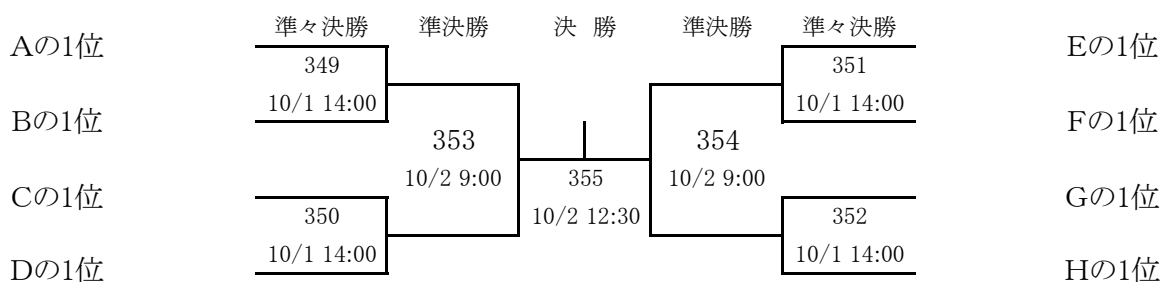 準々決勝 準決勝 決 勝 準決勝 準々決勝
Aの1位 Eの1位
349 351
10/1 14:00 10/1 14:00
Bの1位 Fの1位
353 354
10/2 9:00 355 10/2 9:00
Cの1位 Gの1位
350 10/2 12:30 352
10/1 14:00 10/1 14:00
Dの1位 Hの1位